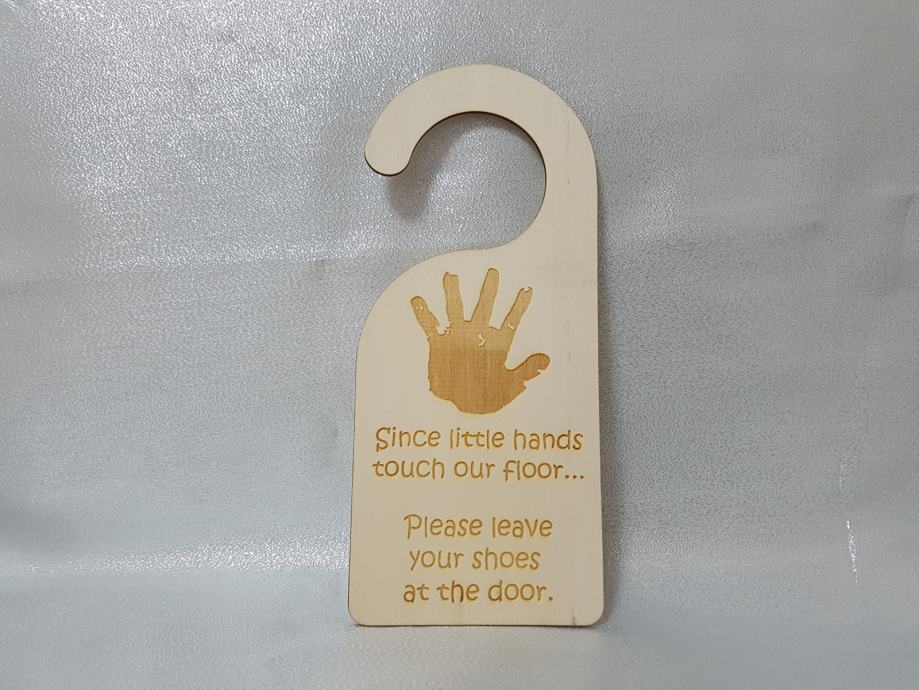 Since little hands
touch our floor...
Please leave
your shoes
at the door.